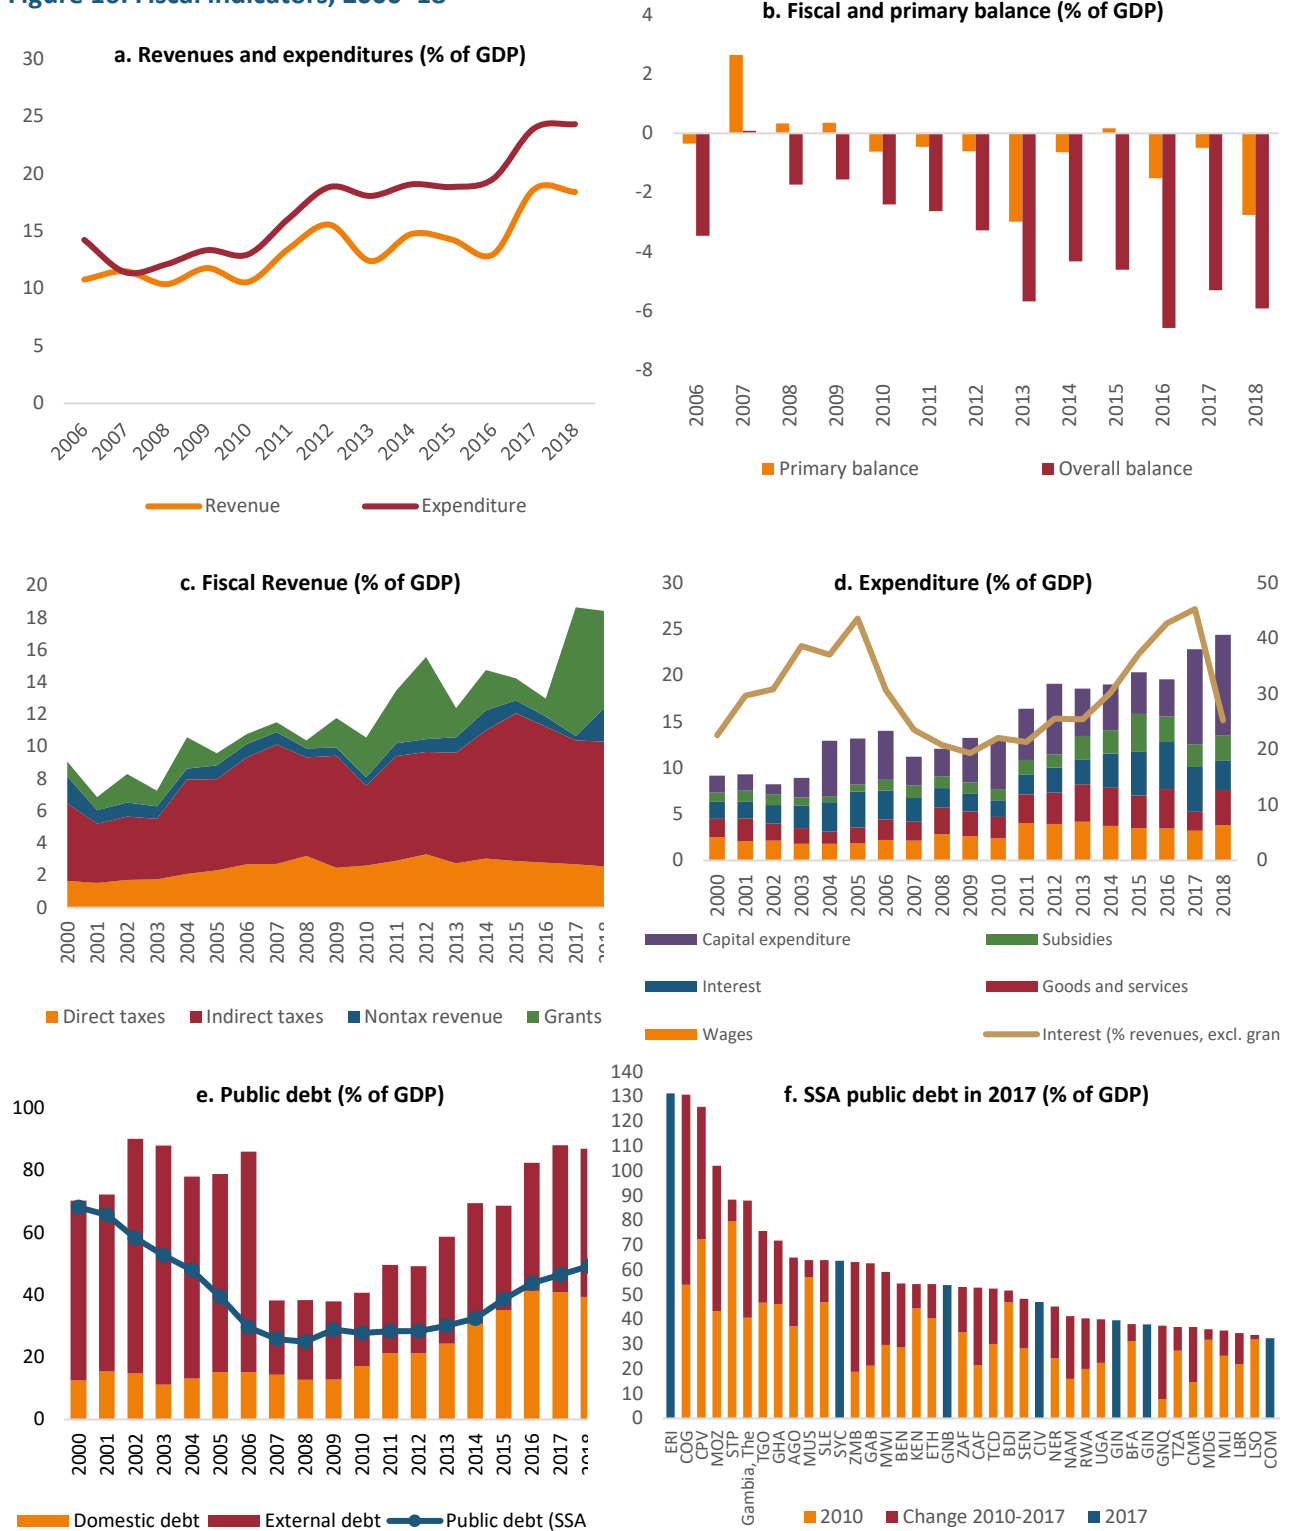 a. Revenues and expenditures (% of GDP)
30
25
20
15
10
5
0
2006 2007 2008 2009 2010 2011 2012 2013 2014 2015 2016 2017 2018
Revenue Expenditure
b. Fiscal and primary balance (% of GDP)
4
2
0
-2
-4
-6
-8
2006 2007 2008 2009 2010 2011 2012 2013 2014 2015 2016 2017 2018
Primary balance Overall balance
c. Fiscal Revenue (% of GDP)
20
18
16
14
12
10
8
6
4
2
0
2000 2001 2002 2003 2004 2005 2006 2007 2008 2009 2010 2011 2012 2013 2014 2015 2016 2017 2018
Direct taxes Indirect taxes Nontax revenue Grants
d. Expenditure (% of GDP)
30
25
20
15
10
5
0
50
40
30
20
10
0
2000 2001 2002 2003 2004 2005 2006 2007 2008 2009 2010 2011 2012 2013 2014 2015 2016 2017 2018
Capital expenditure Subsidies
Interest Goods and services
Wages Interest (% revenues, excl. gran
e. Public debt (% of GDP)
100
80
60
40
20
0
2000 2001 2002 2003 2004 2005 2006 2007 2008 2009 2010 2011 2012 2013 2014 2015 2016 2017 2018
Domestic debt External debt Public debt (SSA
f. SSA public debt in 2017 (% of GDP)
140
130
120
110
100
90
80
70
60
50
40
30
20
10
0
ERI COG CPV MOZ STP Gambia, The TGO GHA AGO MUS SLE SYC ZMB GAB MWI BEN KEN ETH GNB ZAF CAF TCD BDI SEN CIV NER NAM RWA UGA GIN BFA GIN GNQ TZA CMR MDG MLI LBR LSO COM
2010 Change 2010-2017 2017